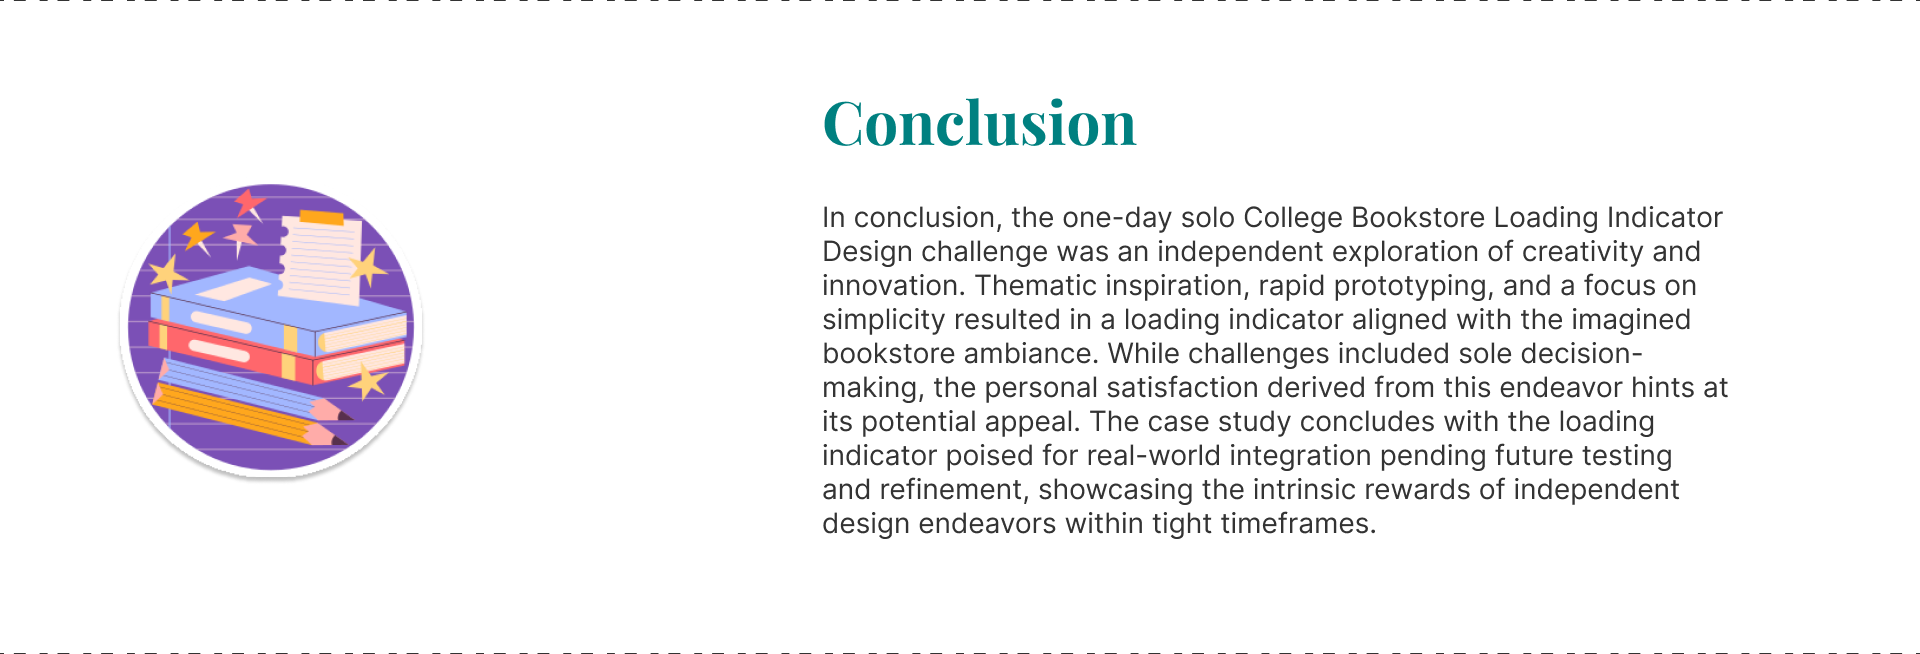 Conclusion
In conclusion, the one-day solo College Bookstore Loading Indicator
Design challenge was an independent exploration of creativity and
innovation. Thematic inspiration, rapid prototyping, and a focus on
simplicity resulted in a loading indicator aligned with the imagined
bookstore ambiance. While challenges included sole decision-
making, the personal satisfaction derived from this endeavor hints at
its potential appeal. The case study concludes with the loading
indicator poised for real-world integration pending future testing
and refinement, showcasing the intrinsic rewards of independent
design endeavors within tight timeframes.